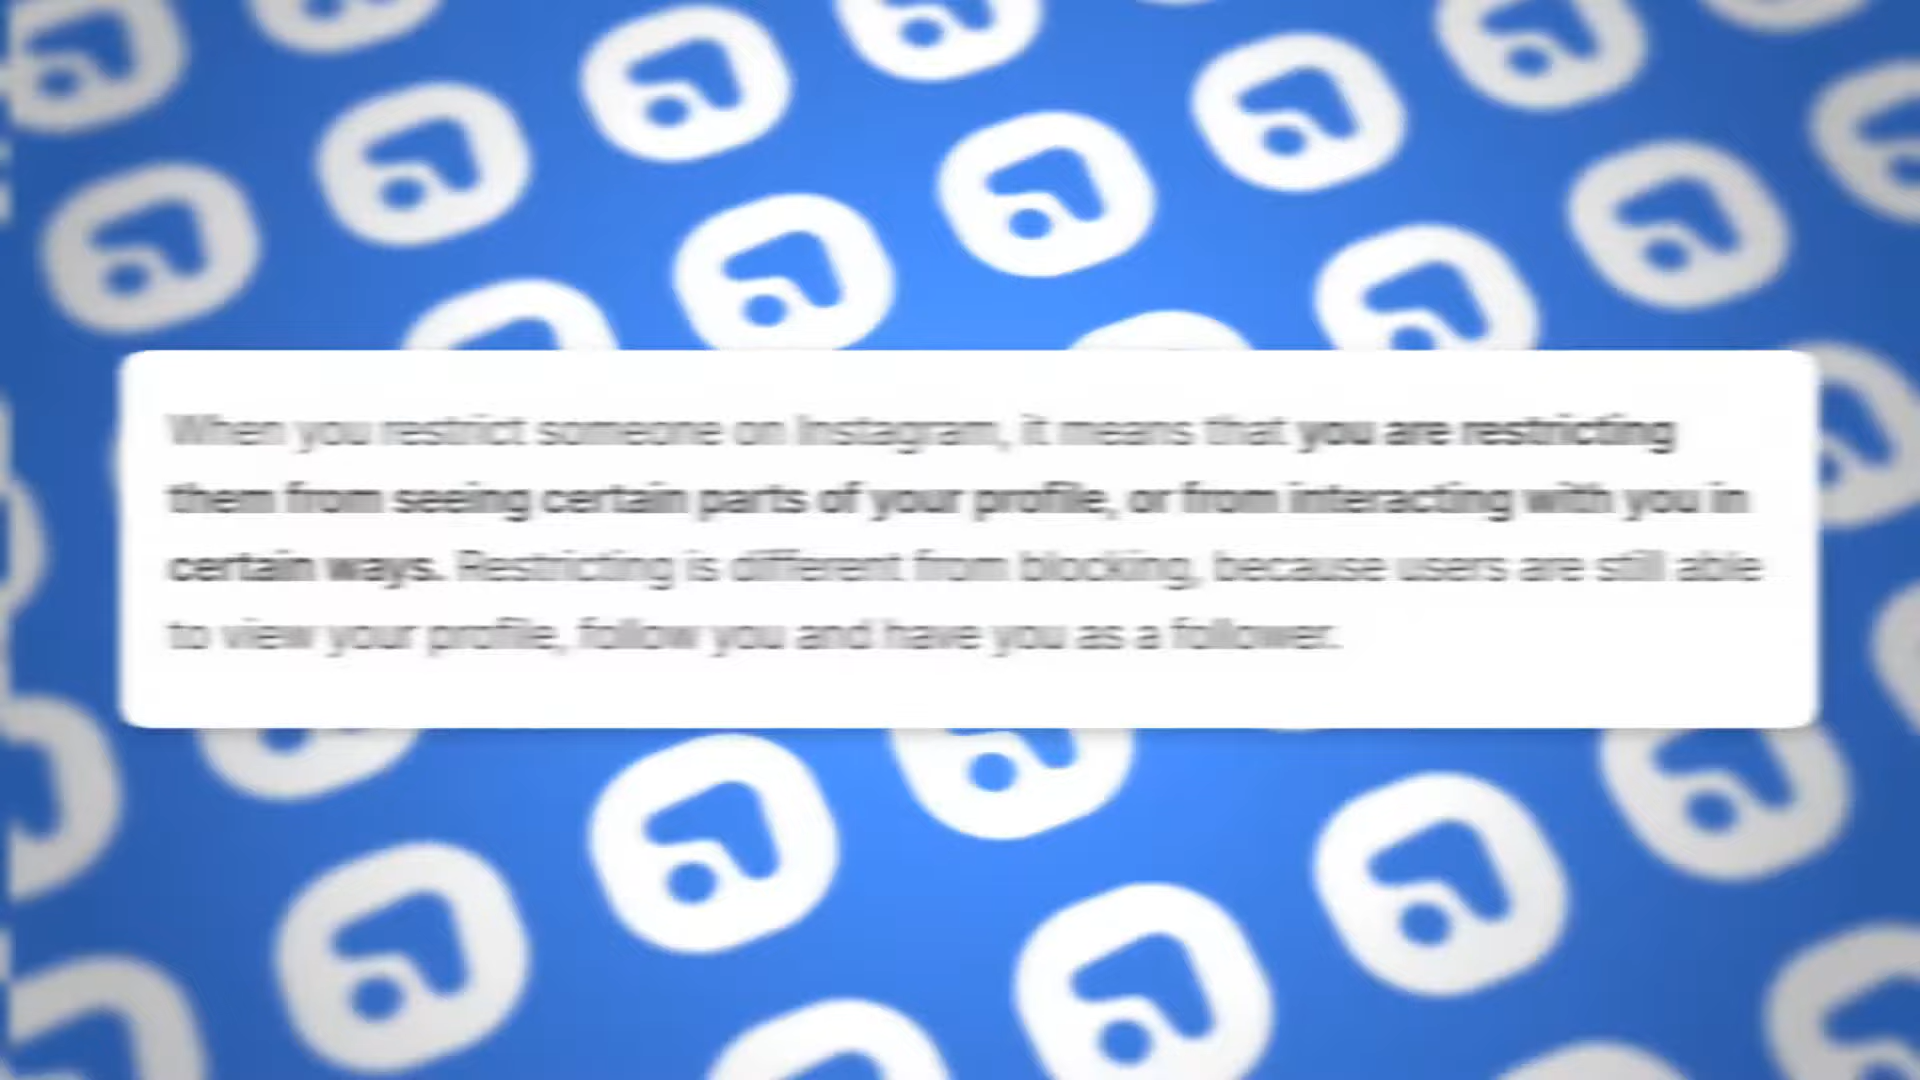 When you restrict someone on Instagram, it means that you are restricting
them from seeing certain parts of your profile, or from interacting with you in
certain ways. Restricting is different from blocking, because users are still able
to view your profile, follow you and have you as a follower.